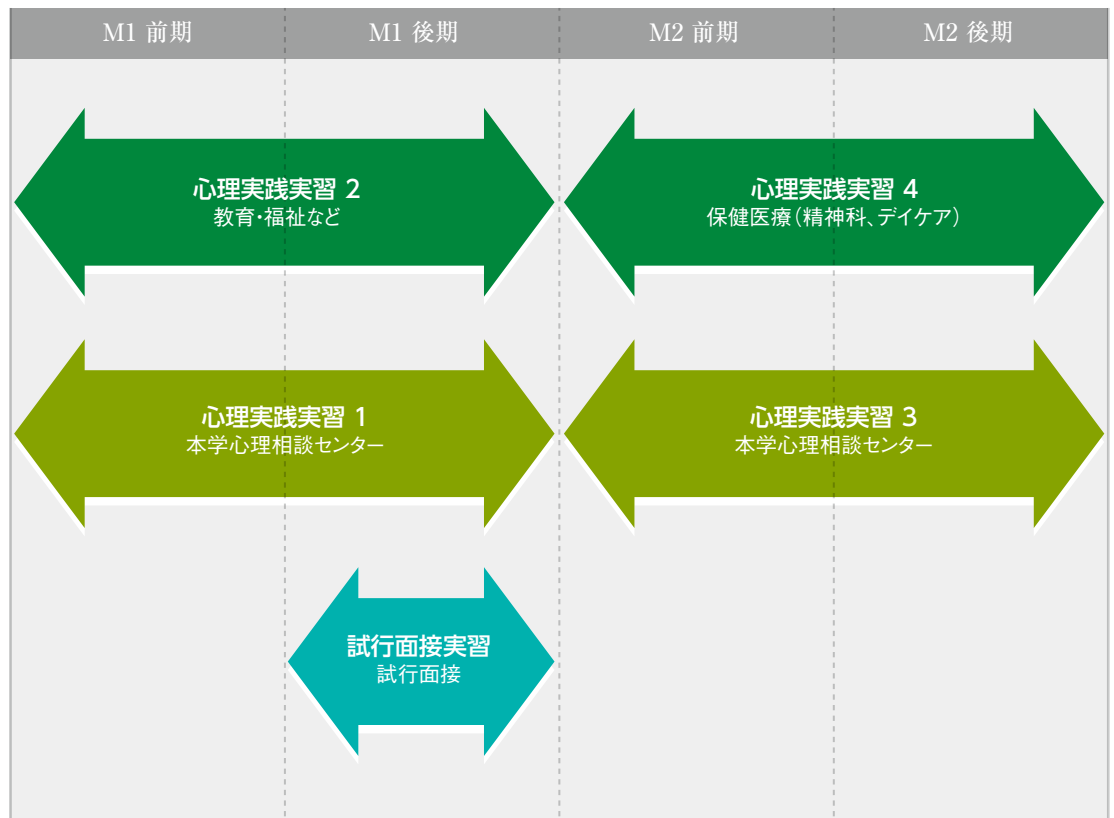 M1 前期
M1 後期
M2 前期
M2 後期
心理実践実習 2
教育・福祉など
心理実践実習 4
保健医療（精神科、デイケア）
心理実践実習 1
本学心理相談センター
心理実践実習 3
本学心理相談センター
試行面接実習
試行面接